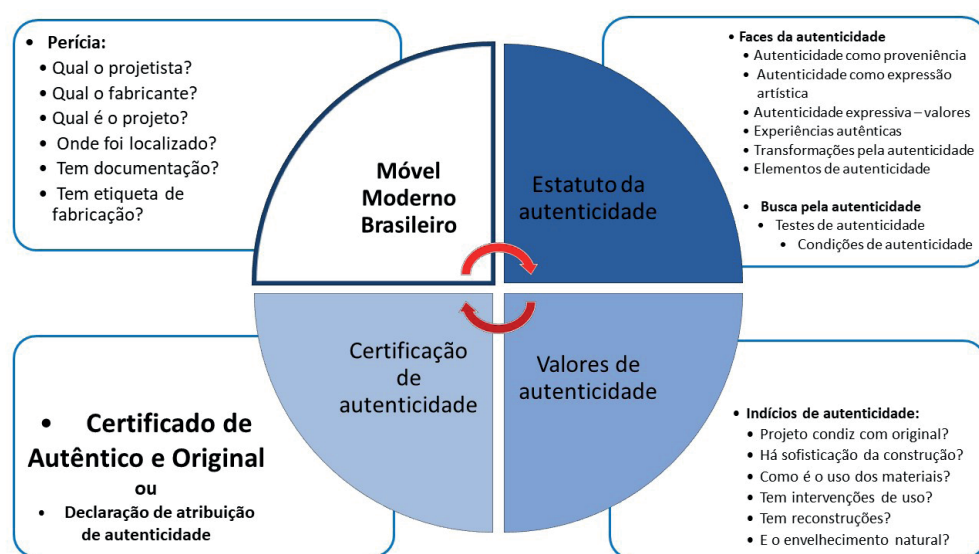 • Perícia:
• Qual o projetista?
• Qual o fabricante?
• Qual é o projeto?
• Onde foi localizado?
• Tem documentação?
• Tem etiqueta de
fabricação?
Móvel
Moderno
Brasileiro
Estatuto da
autenticidade
• Faces da autenticidade
• Autenticidade como proveniência
• Autenticidade como expressão
artística
• Autenticidade expressiva – valores
• Experiências autênticas
• Transformações pela autenticidade
• Elementos de autenticidade
• Busca pela autenticidade
• Testes de autenticidade
• Condições de autenticidade
• Certificado de
Autêntico e Original
ou
• Declaração de atribuição
de autenticidade
Certificação
de
autenticidade
Valores de
autenticidade
• Indícios de autenticidade:
• Projeto condiz com original?
• Há sofisticação da construção?
• Como é o uso dos materiais?
• Tem intervenções de uso?
• Tem reconstruções?
• E o envelhecimento natural?